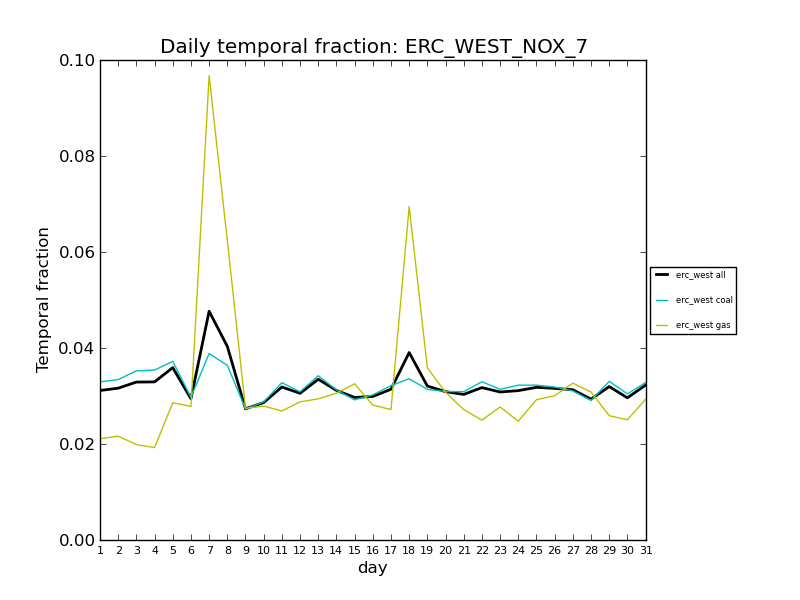 Daily temporal fraction: ERC_WEST_NOX_7
0.10
0.08
0.06
0.04
0.02
0.00
Temporal fraction
1 2 3 4 5 6 7 8 9 10 11 12 13 14 15 16 17 18 19 20 21 22 23 24 25 26 27 28 29 30 31
day
erc_west all
erc_west coal
erc_west gas